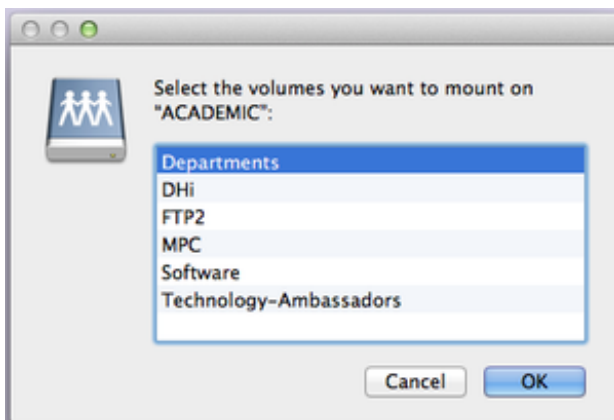 Select the volumes you want to mount on
"ACADEMIC":
Departments
DHi
FTP2
MPC
Software
Technology-Ambassadors
Cancel
OK